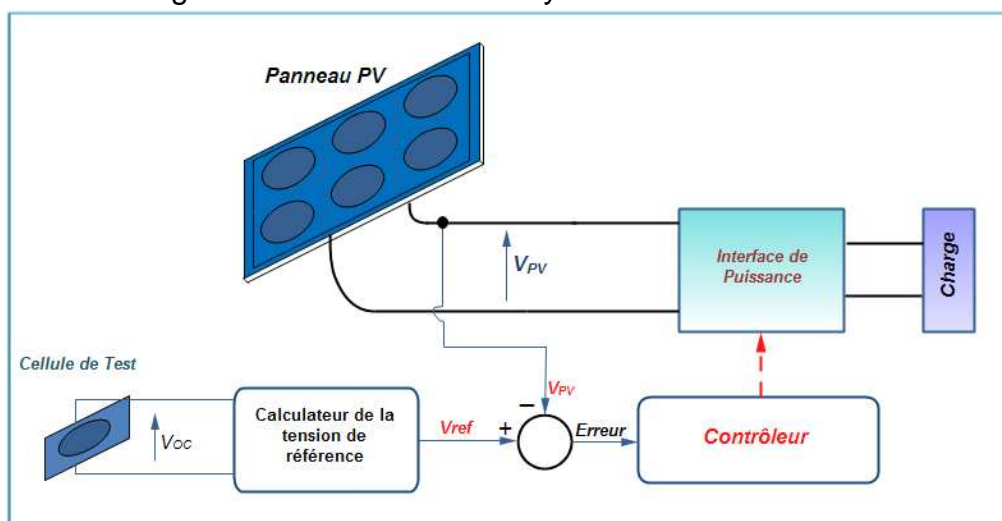 Panneau PV
VPV
Interface de
Puissance
Charge
Cellule de Test
VOC
Calculateur de la
tension de
référence
Vref
+
−
VPV
Erreur
Contrôleur